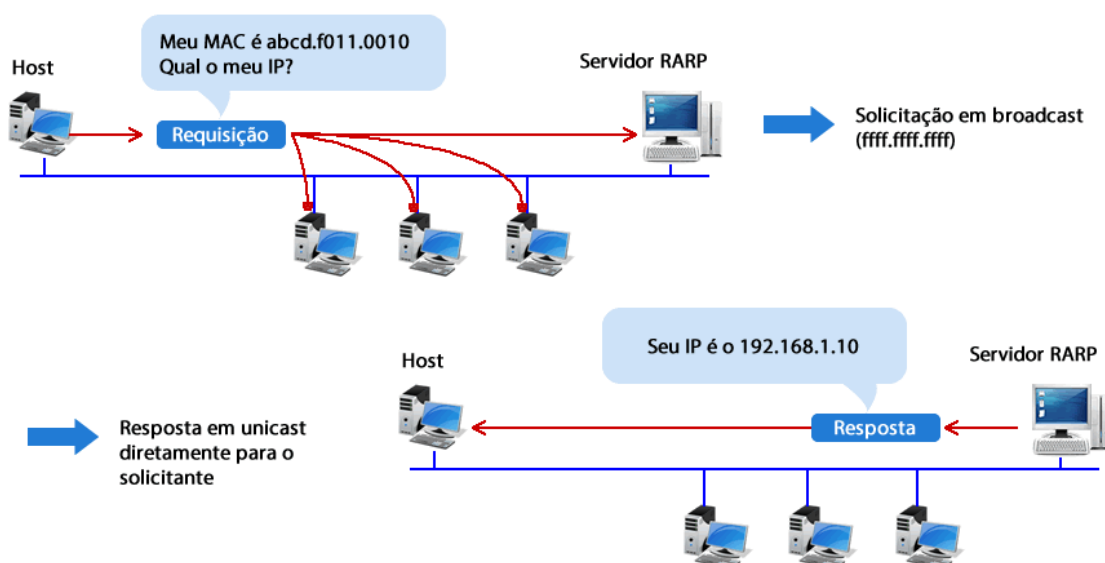 Meu MAC é abcd.f011.0010
Qual o meu IP?
Host
Servidor RARP
Requisição
Solicitação em broadcast
(ffff.ffff.ffff)
Seu IP é o 192.168.1.10
Host
Servidor RARP
Resposta em unicast
diretamente para o
solicitante
Resposta